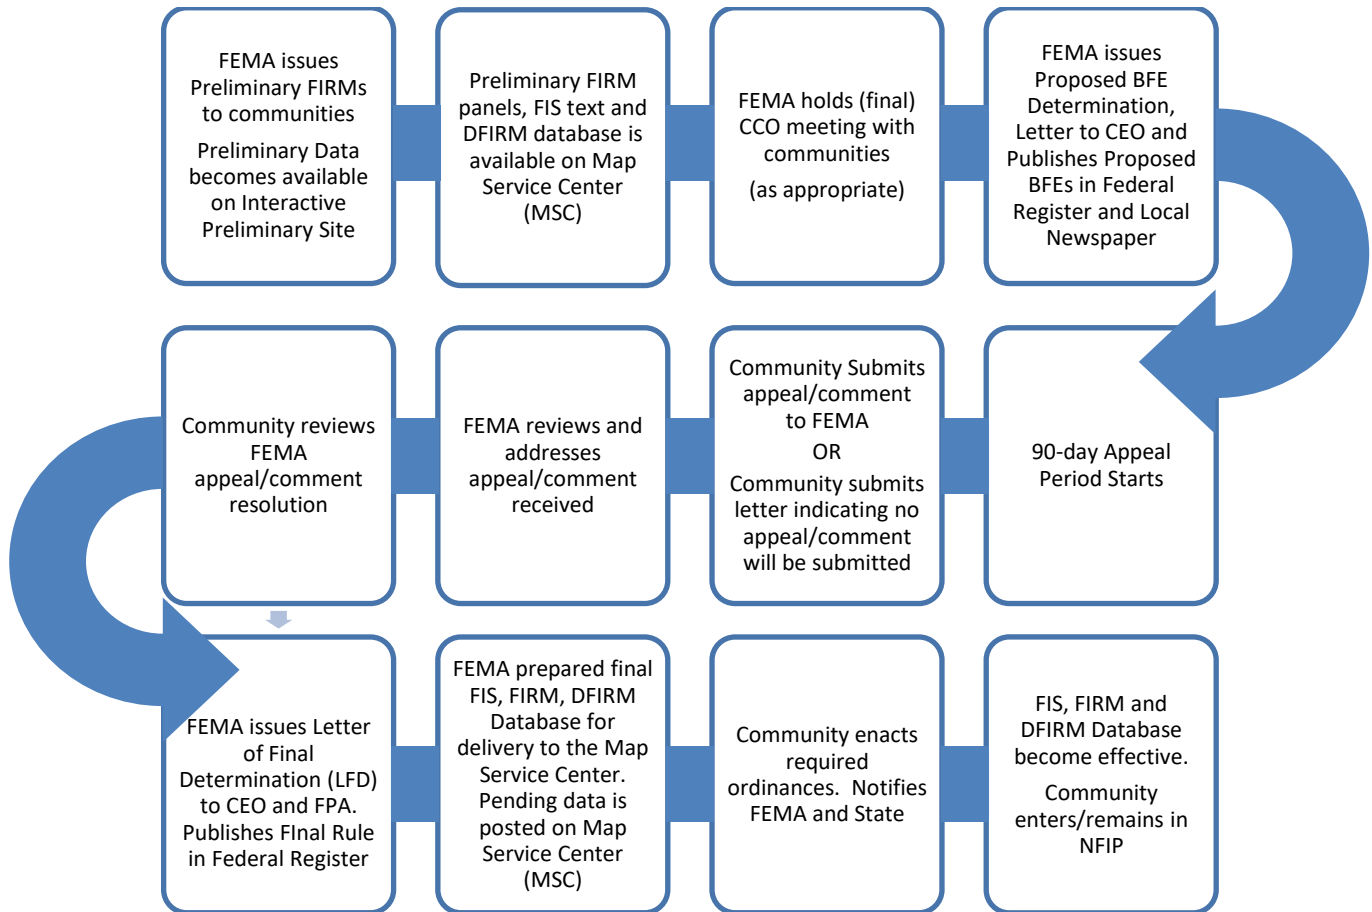 FEMA issues
Preliminary FIRMs
to communities
Preliminary Data
becomes available
on Interactive
Preliminary Site
Preliminary FIRM
panels, FIS text and
DFIRM database is
available on Map
Service Center
(MSC)
FEMA holds (final)
CCO meeting with
communities
(as appropriate)
FEMA issues
Proposed BFE
Determination,
Letter to CEO and
Publishes Proposed
BFEs in Federal
Register and Local
Newspaper
90-day Appeal
Period Starts
Community Submits
appeal/comment
to FEMA
OR
Community submits
letter indicating no
appeal/comment
will be submitted
FEMA reviews and
addresses
appeal/comment
received
Community reviews
FEMA
appeal/comment
resolution
FEMA issues Letter
of Final
Determination (LFD)
to CEO and FPA.
Publishes FInal Rule
in Federal Register
FEMA prepared final
FIS, FIRM, DFIRM
Database for
delivery to the Map
Service Center.
Pending data is
posted on Map
Service Center
(MSC)
Community enacts
required
ordinances.  Notifies
FEMA and State
FIS, FIRM and
DFIRM Database
become effective.
Community
enters/remains in
NFIP